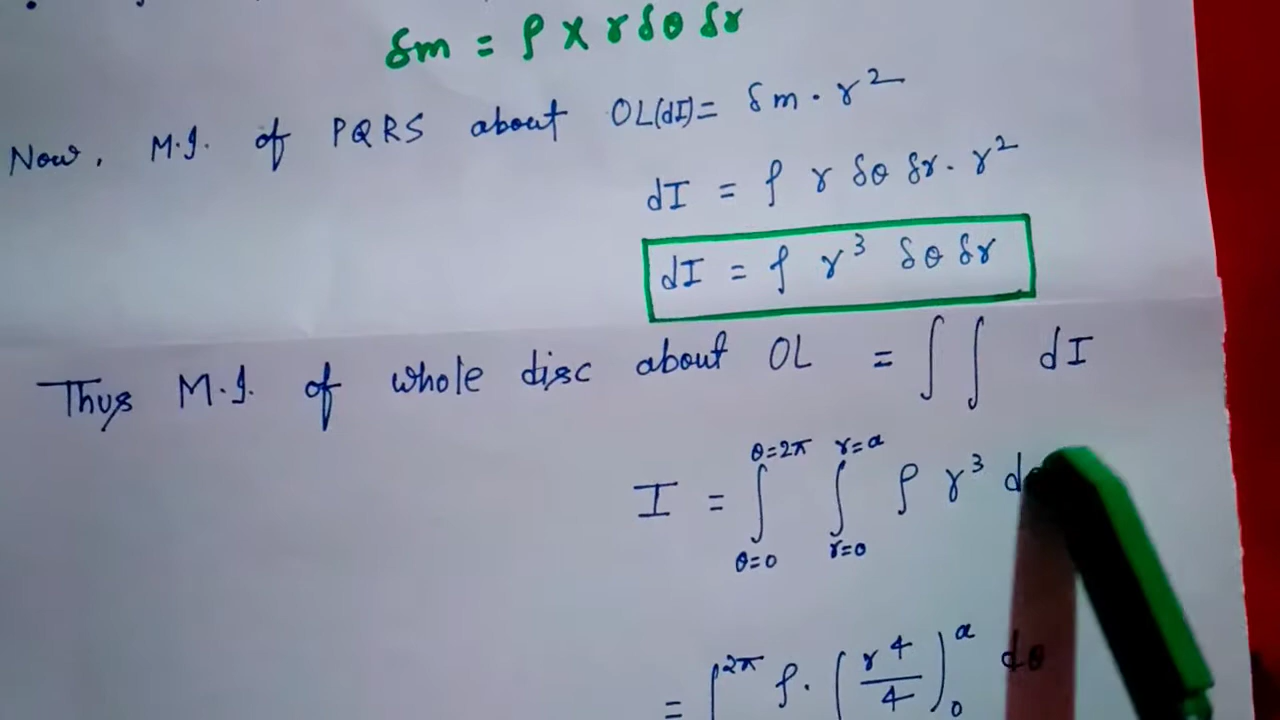 δm = ρ × r δθ δr
Now, M.I. of PQRS about OL(dI) = δm · r²
dI = ρ r δθ δr · r²
dI = ρ r³ δθ δr
Thus M.I. of whole disc about OL = ∫ ∫ dI
θ=2π r=a
I = ∫ ∫ ρ r³
θ=0 r=0
= ∫ 2π ρ · (r⁴/4)₀ᵃ dθ